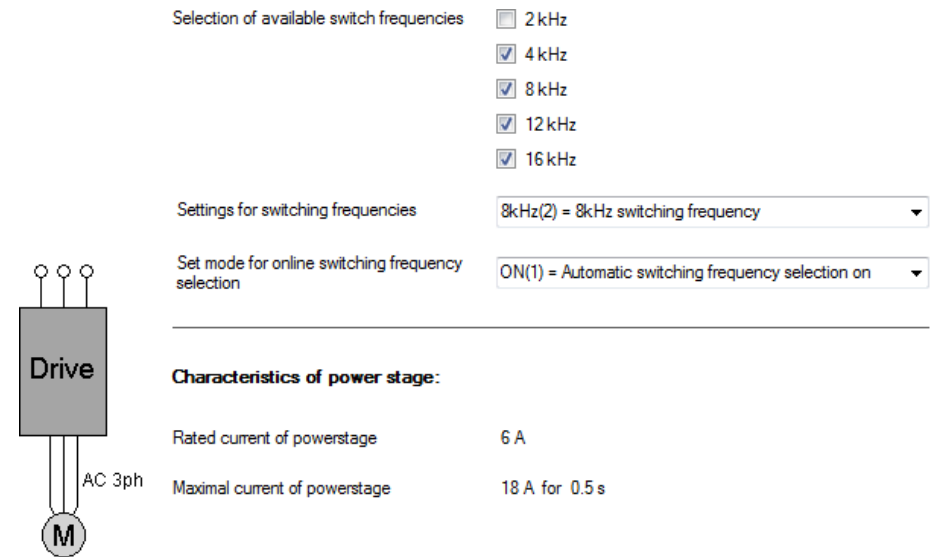 Selection of available switch frequencies
2 kHz
4 kHz
8 kHz
12 kHz
16 kHz
Settings for switching frequencies
8kHz(2) = 8kHz switching frequency
Set mode for online switching frequency
selection
ON(1) = Automatic switching frequency selection on
Drive
Characteristics of power stage:
Rated current of powerstage
6 A
AC 3ph
Maximal current of powerstage
18 A for 0.5 s
M